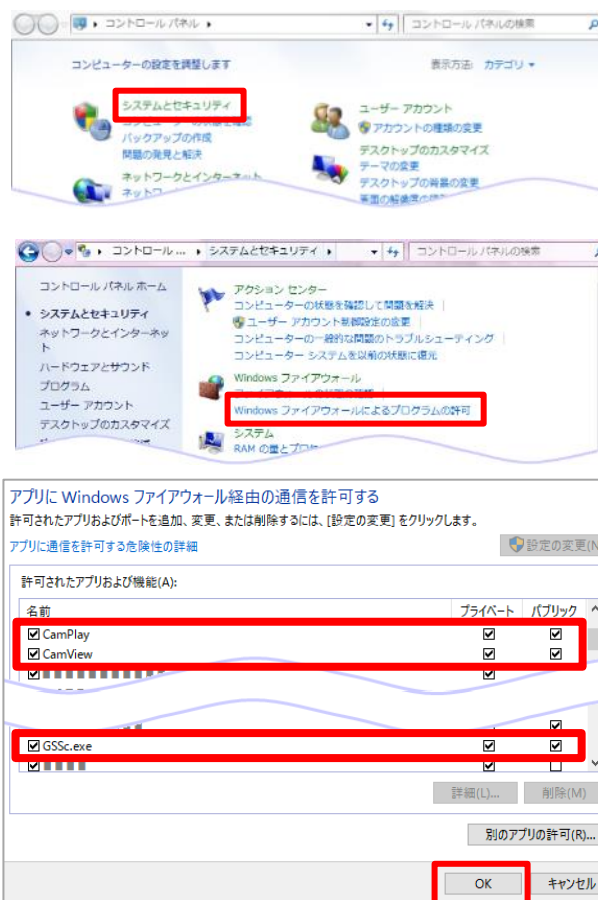 コントロール パネル
コントロール パネルの検索
コンピューターの設定を調整します
表示方法: カテゴリ
システムとセキュリティ
バックアップの作成
問題の発見と解決
ネットワークとインターネット
ユーザー アカウント
アカウントの種類の変更
デスクトップのカスタマイズ
テーマの変更
デスクトップの背景の変更
コントロール ... システムとセキュリティ
コントロール パネルの検索
コントロール パネル ホーム
システムとセキュリティ
ネットワークとインターネッ
ト
ハードウェアとサウンド
プログラム
ユーザー アカウント
デスクトップのカスタマイズ
アクション センター
コンピューターの状態を確認して問題を解決
ユーザー アカウント制御設定の変更
コンピューターの一般的な問題のトラブルシューティング
コンピューター システムを以前の状態に復元
Windows ファイアウォール
Windows ファイアウォールによるプログラムの許可
システム
RAM の量とプロ
アプリに Windows ファイアウォール経由の通信を許可する
許可されたアプリおよびポートを追加、変更、または削除するには、[設定の変更] をクリックします。
アプリに通信を許可する危険性の詳細
設定の変更(N
許可されたアプリおよび機能(A):
名前 プライベート パブリック
CamPlay
CamView
GSSc.exe
詳細(L)... 削除(M)
別のアプリの許可(R)...
OK キャンセル